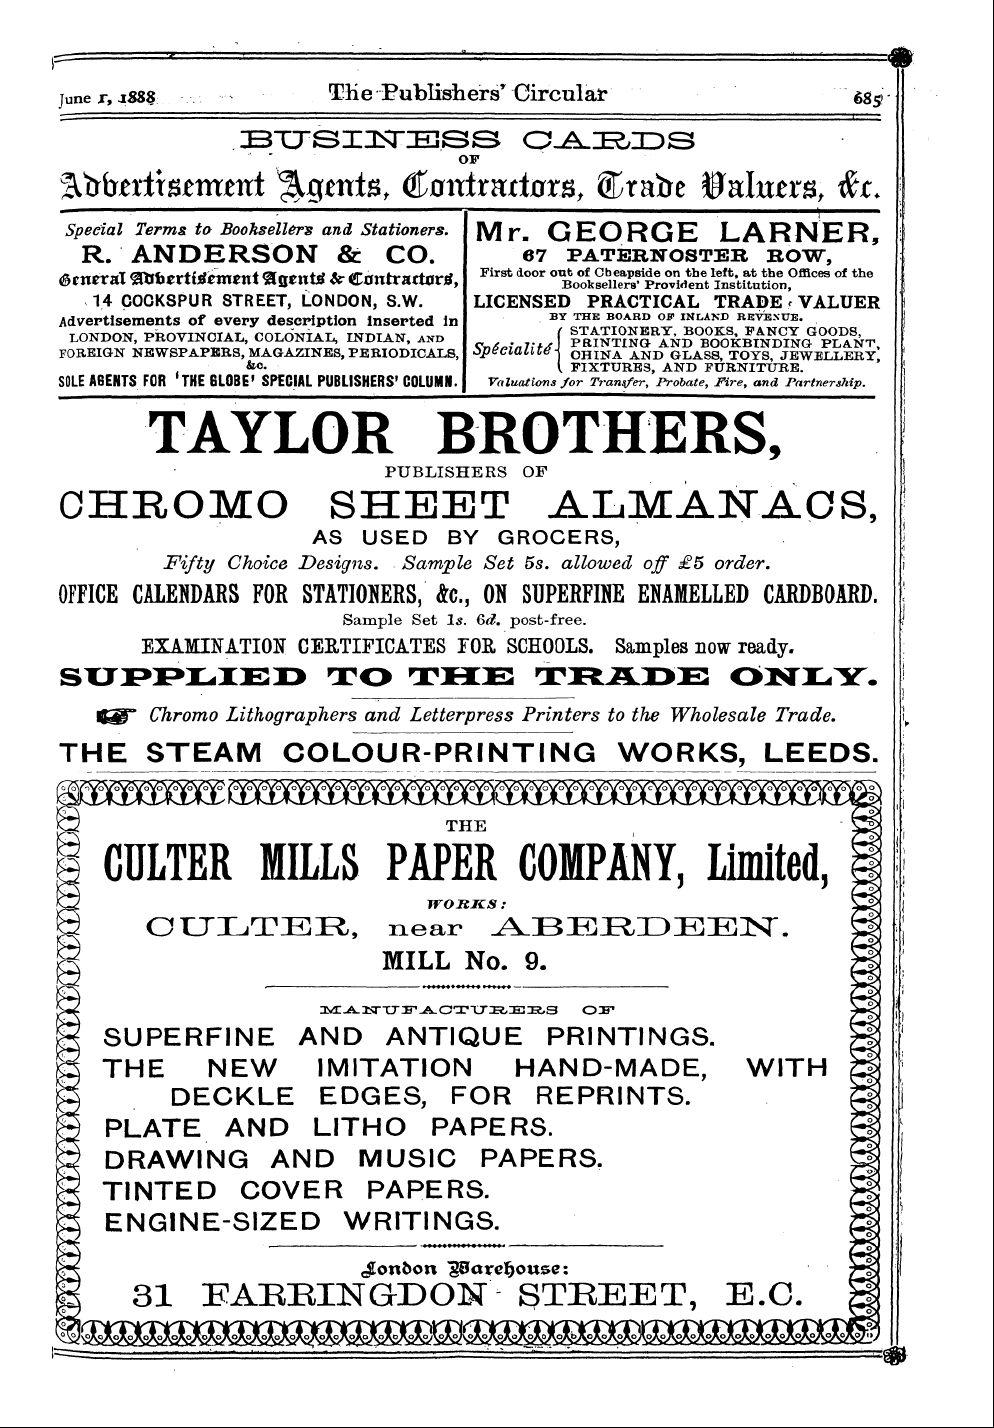 June 1, 1888
The Publishers' Circular
685
BUSINESS CARDS
OF
Advertisement Agents, Contractors, Trade Valuers, &c.
Special Terms to Booksellers and Stationers.
R. ANDERSON & CO.
General Advertisement Agents & Contractors,
14 COCKSPUR STREET, LONDON, S.W.
Advertisements of every description inserted in
LONDON, PROVINCIAL, COLONIAL, INDIAN, AND
FOREIGN NEWSPAPERS, MAGAZINES, PERIODICALS,
&c.
SOLE AGENTS FOR 'THE GLOBE' SPECIAL PUBLISHERS' COLUMN.
Mr. GEORGE LARNER,
67 PATERNOSTER ROW,
First door out of Cheapside on the left, at the Offices of the
Booksellers' Provident Institution,
LICENSED PRACTICAL TRADE VALUER
BY THE BOARD OF INLAND REVENUE.
Spécialité
STATIONERY, BOOKS, FANCY GOODS,
PRINTING AND BOOKBINDING PLANT,
CHINA AND GLASS, TOYS, JEWELLERY,
FIXTURES, AND FURNITURE.
Valuations for Transfer, Probate, Fire, and Partnership.
TAYLOR BROTHERS,
PUBLISHERS OF
CHROMO SHEET ALMANACS,
AS USED BY GROCERS,
Fifty Choice Designs. Sample Set 5s. allowed off £5 order.
OFFICE CALENDARS FOR STATIONERS, &c., ON SUPERFINE ENAMELLED CARDBOARD.
Sample Set 1s. 6d. post-free.
EXAMINATION CERTIFICATES FOR SCHOOLS. Samples now ready.
SUPPLIED TO THE TRADE ONLY.
☞ Chromo Lithographers and Letterpress Printers to the Wholesale Trade.
THE STEAM COLOUR-PRINTING WORKS, LEEDS.
THE
CULTER MILLS PAPER COMPANY, Limited,
WORKS:
CULTER, near ABERDEEN.
MILL No. 9.
MANUFACTURERS OF
SUPERFINE AND ANTIQUE PRINTINGS.
THE NEW IMITATION HAND-MADE, WITH
DECKLE EDGES, FOR REPRINTS.
PLATE AND LITHO PAPERS.
DRAWING AND MUSIC PAPERS.
TINTED COVER PAPERS.
ENGINE-SIZED WRITINGS.
London Warehouse:
31 FARRINGDON STREET, E.C.